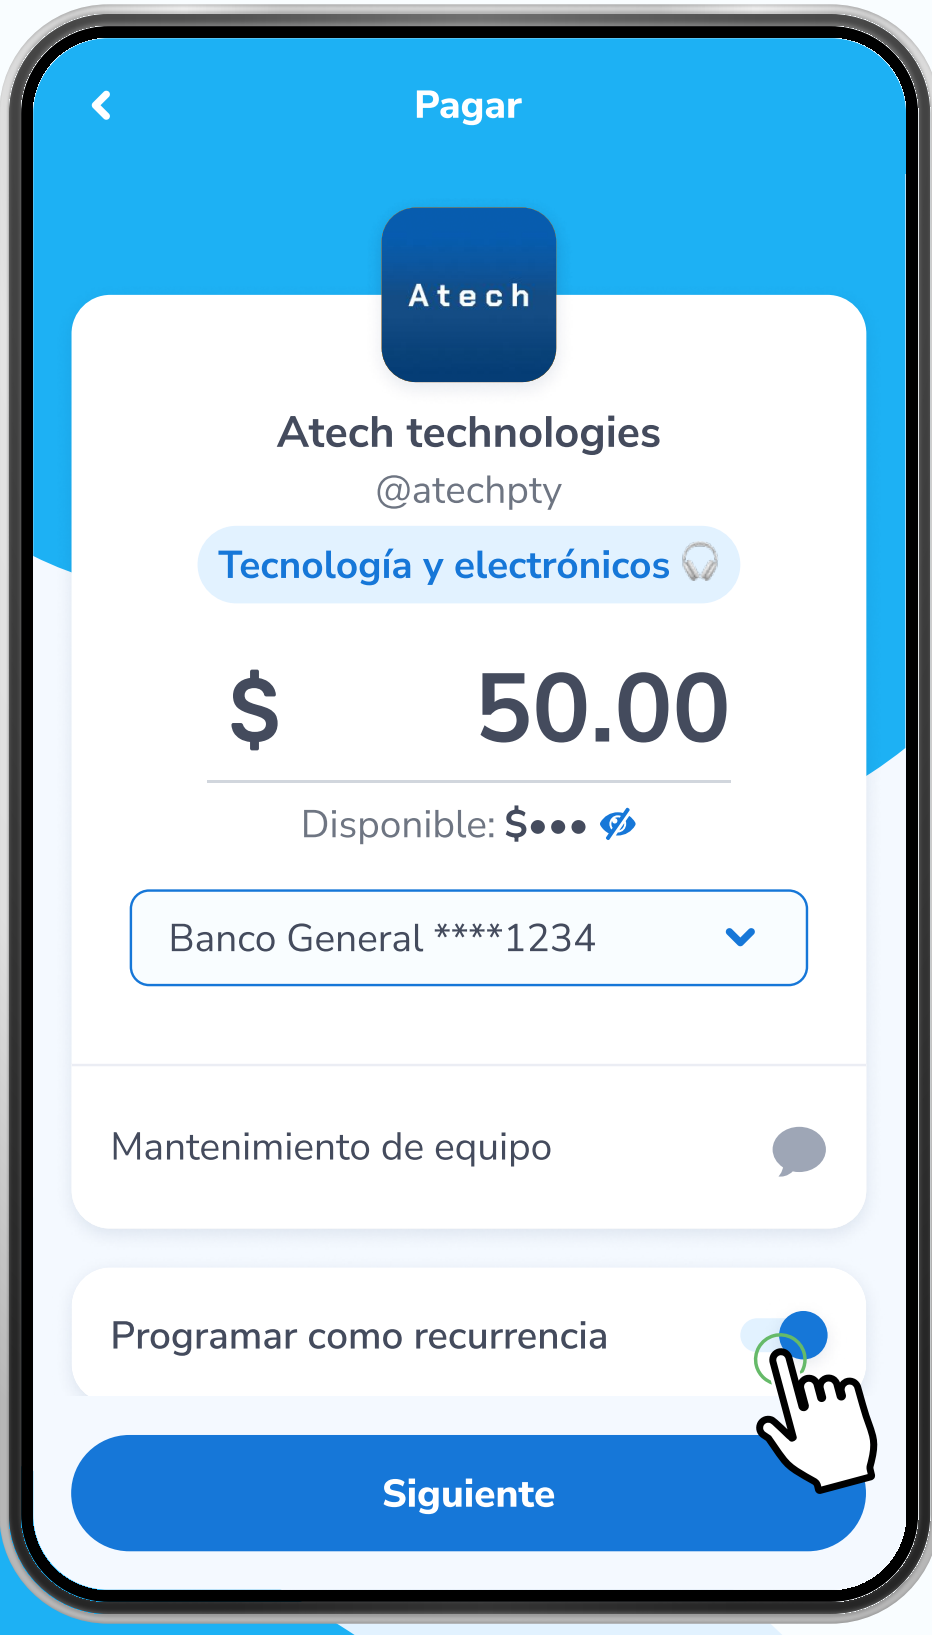 Pagar
Atech
Atech technologies
@atechpty
Tecnología y electrónicos
$ 50.00
Disponible: $•••
Banco General ****1234
Mantenimiento de equipo
Programar como recurrencia
Siguiente